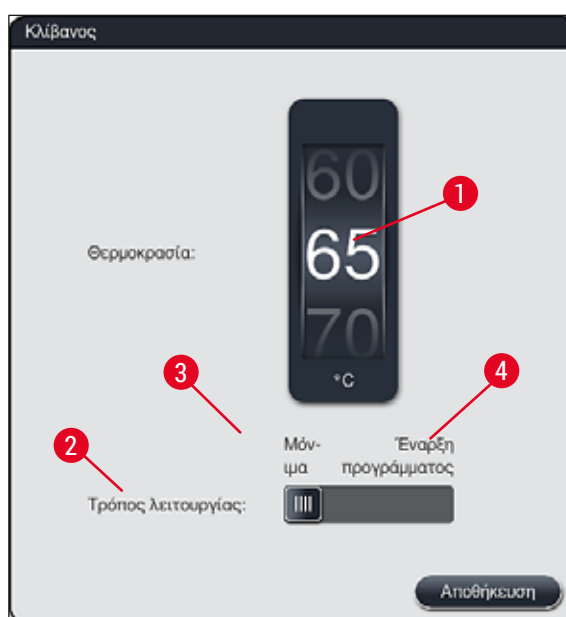 Κλίβανος
60
1
Θερμοκρασία:
65
70
°C
3
4
2
Μόν- Έναρξη
ιμα προγράμματος
Τρόπος λειτουργίας:
Αποθήκευση